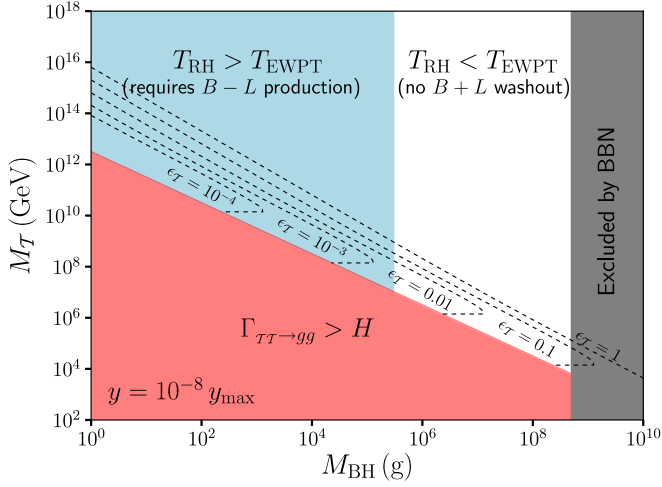 10^18
10^16
10^14
10^12
10^10
10^8
10^6
10^4
10^2
M_𝒯 (GeV)
T_RH > T_EWPT
(requires B − L production)
T_RH < T_EWPT
(no B + L washout)
Excluded by BBN
ϵ_𝒯 = 10^-4
ϵ_𝒯 = 10^-3
ϵ_𝒯 = 0.01
ϵ_𝒯 = 0.1
ϵ_𝒯 = 1
Γ_𝒯𝒯→gg > H
y = 10^−8 y_max
10^0
10^2
10^4
10^6
10^8
10^10
M_BH (g)